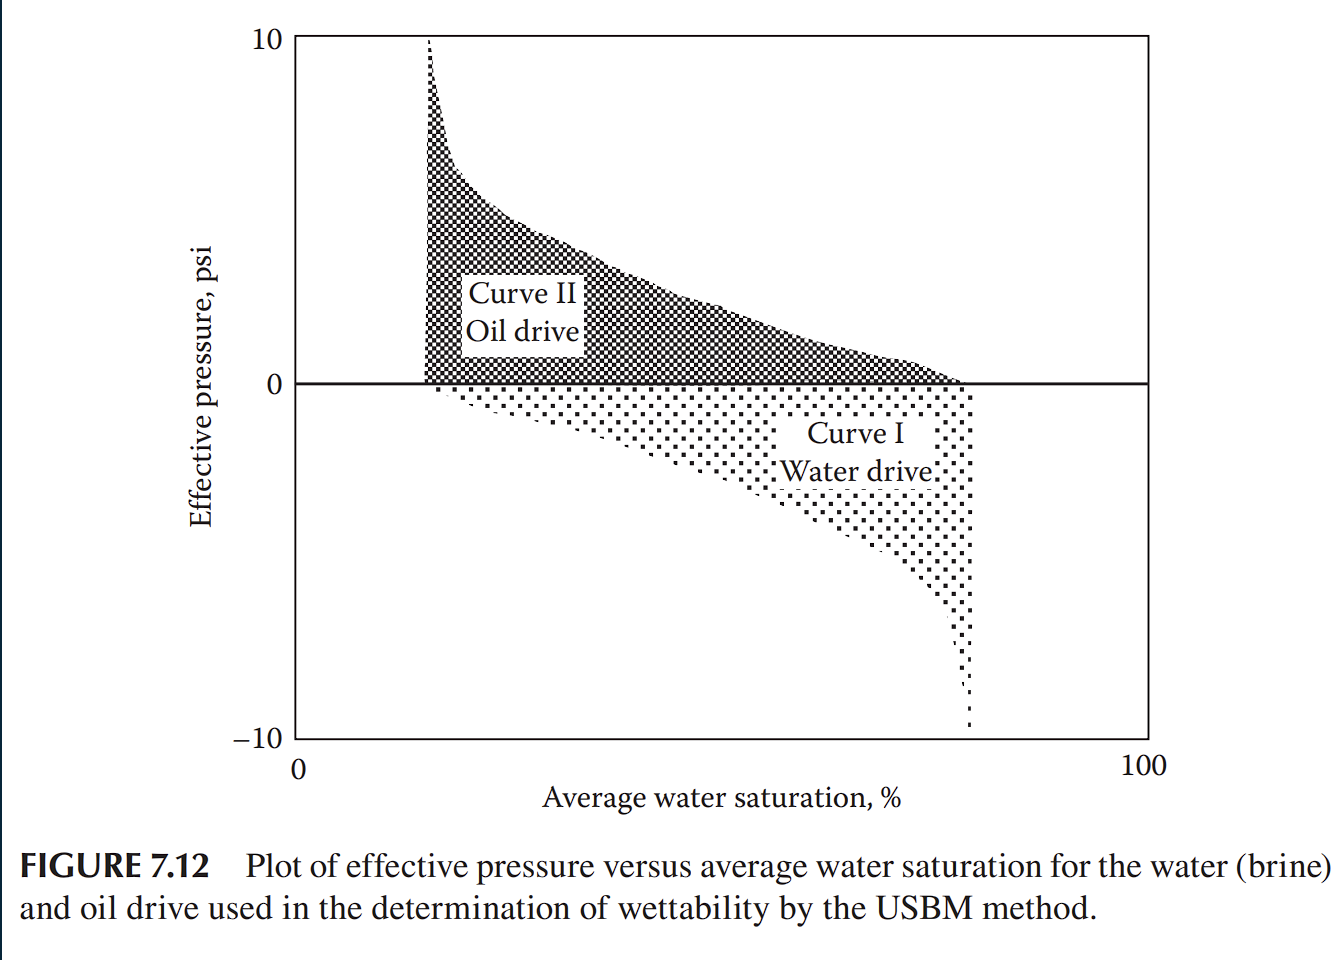 10
Curve II
Oil drive
Effective pressure, psi
0
Curve I
Water drive
–10
0
100
Average water saturation, %
FIGURE 7.12 Plot of effective pressure versus average water saturation for the water (brine)
and oil drive used in the determination of wettability by the USBM method.